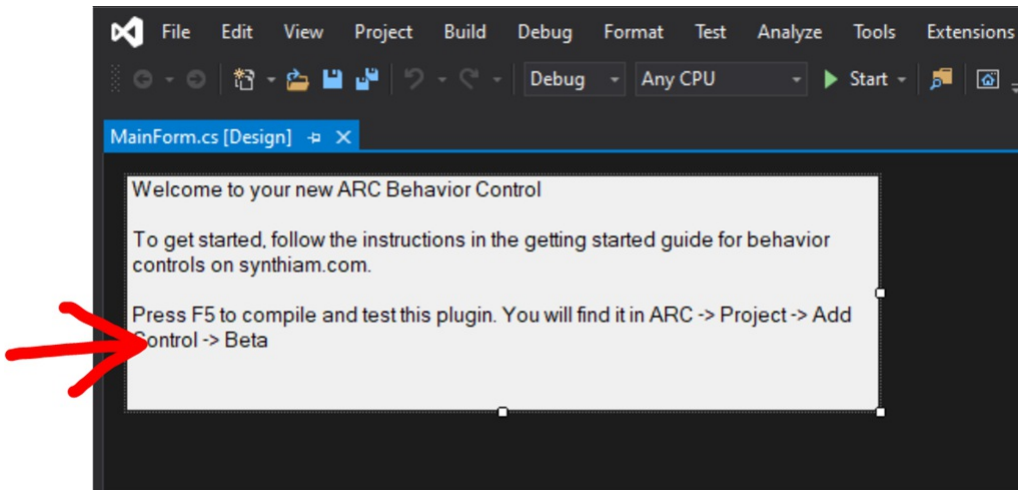 File Edit View Project Build Debug Format Test Analyze Tools Extensions
Debug Any CPU Start
MainForm.cs [Design]
Welcome to your new ARC Behavior Control
To get started, follow the instructions in the getting started guide for behavior
controls on synthiam.com.
Press F5 to compile and test this plugin. You will find it in ARC -> Project -> Add
Control -> Beta